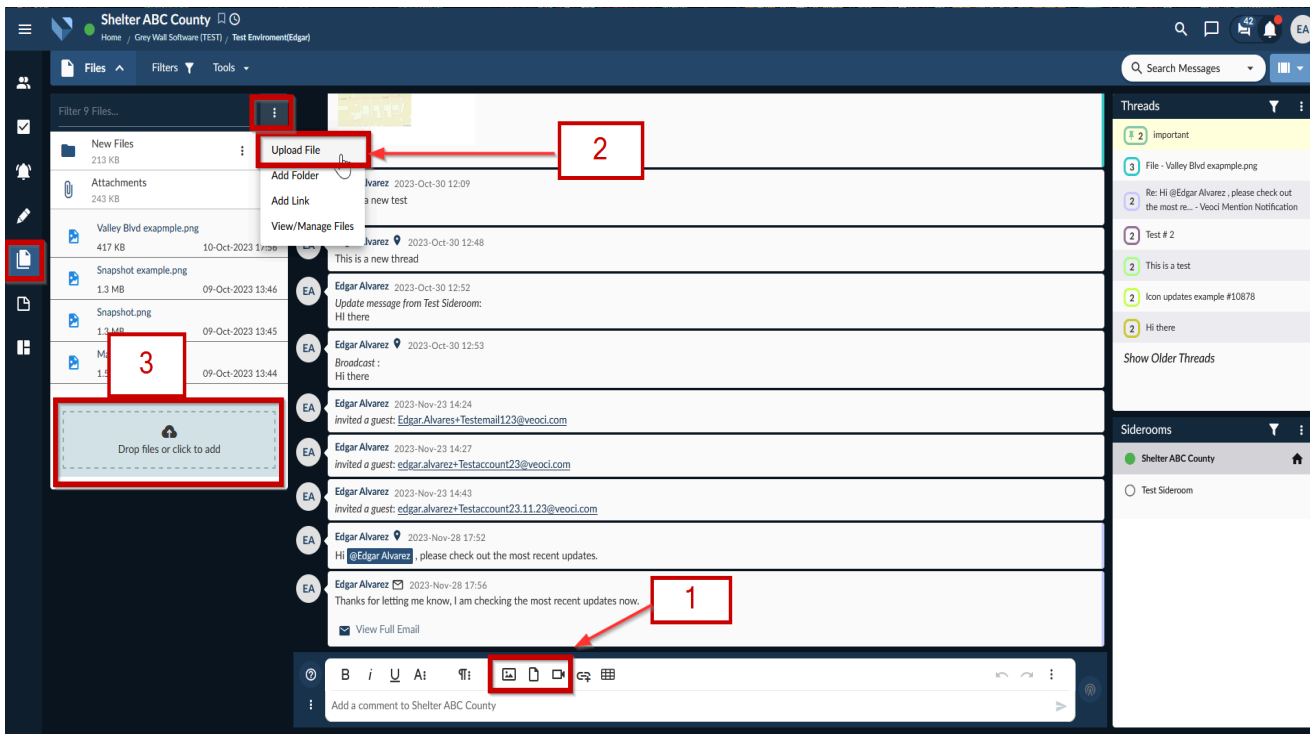 Shelter ABC County
Home / Grey Wall Software (TEST) / Test Enviroment(Edgar)
42
EA
Files
Filters
Tools
Search Messages
Filter 9 Files...
New Files
213 KB
Attachments
243 KB
Valley Blvd exapmple.png
417 KB 10-Oct-2023 17:56
Snapshot example.png
1.3 MB 09-Oct-2023 13:46
Snapshot.png
1.3 MB 09-Oct-2023 13:45
09-Oct-2023 13:44
3
Drop files or click to add
Upload File
Add Folder
Add Link
View/Manage Files
2
lvarez 2023-Oct-30 12:09
a new test
lvarez 2023-Oct-30 12:48
This is a new thread
EA
Edgar Alvarez 2023-Oct-30 12:52
Update message from Test Sideroom:
HI there
EA
Edgar Alvarez 2023-Oct-30 12:53
Broadcast :
Hi there
EA
Edgar Alvarez 2023-Nov-23 14:24
invited a guest: Edgar.Alvares+Testemail123@veoci.com
EA
Edgar Alvarez 2023-Nov-23 14:27
invited a guest: edgar.alvarez+Testaccount23@veoci.com
EA
Edgar Alvarez 2023-Nov-23 14:43
invited a guest: edgar.alvarez+Testaccount23.11.23@veoci.com
EA
Edgar Alvarez 2023-Nov-28 17:52
Hi @Edgar Alvarez , please check out the most recent updates.
EA
Edgar Alvarez 2023-Nov-28 17:56
Thanks for letting me know, I am checking the most recent updates now.
View Full Email
1
B i U A
Add a comment to Shelter ABC County
Threads
2 important
3 File - Valley Blvd exapmple.png
2 Re: Hi @Edgar Alvarez , please check out
the most re... - Veoci Mention Notification
2 Test # 2
2 This is a test
2 Icon updates example #10878
2 Hi there
Show Older Threads
Siderooms
Shelter ABC County
Test Sideroom